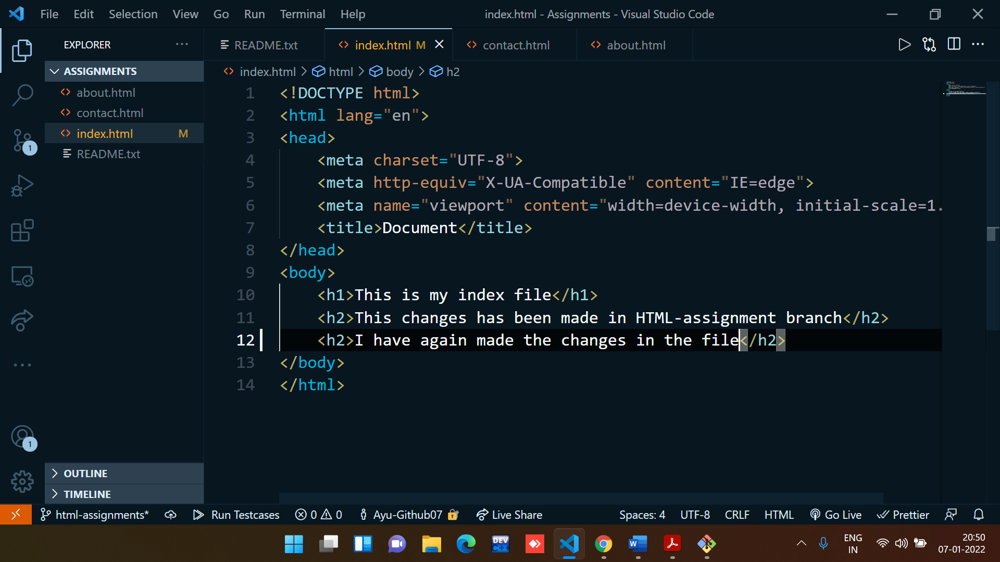 File Edit Selection View Go Run Terminal Help index.html - Assignments - Visual Studio Code
EXPLORER ···
README.txt index.html M contact.html about.html
ASSIGNMENTS
about.html
contact.html
index.html M
README.txt
1
1
OUTLINE
TIMELINE
index.html > html > body > h2
1 <!DOCTYPE html>
2 <html lang="en">
3 <head>
4 <meta charset="UTF-8">
5 <meta http-equiv="X-UA-Compatible" content="IE=edge">
6 <meta name="viewport" content="width=device-width, initial-scale=1.
7 <title>Document</title>
8 </head>
9 <body>
10 <h1>This is my index file</h1>
11 <h2>This changes has been made in HTML-assignment branch</h2>
12 <h2>I have again made the changes in the file</h2>
13 </body>
14 </html>
html-assignments* Run Testcases 0 0 Ayu-Github07 Live Share Spaces: 4 UTF-8 CRLF HTML Go Live Prettier
DEV C++ W
ENG
IN
20:50
07-01-2022